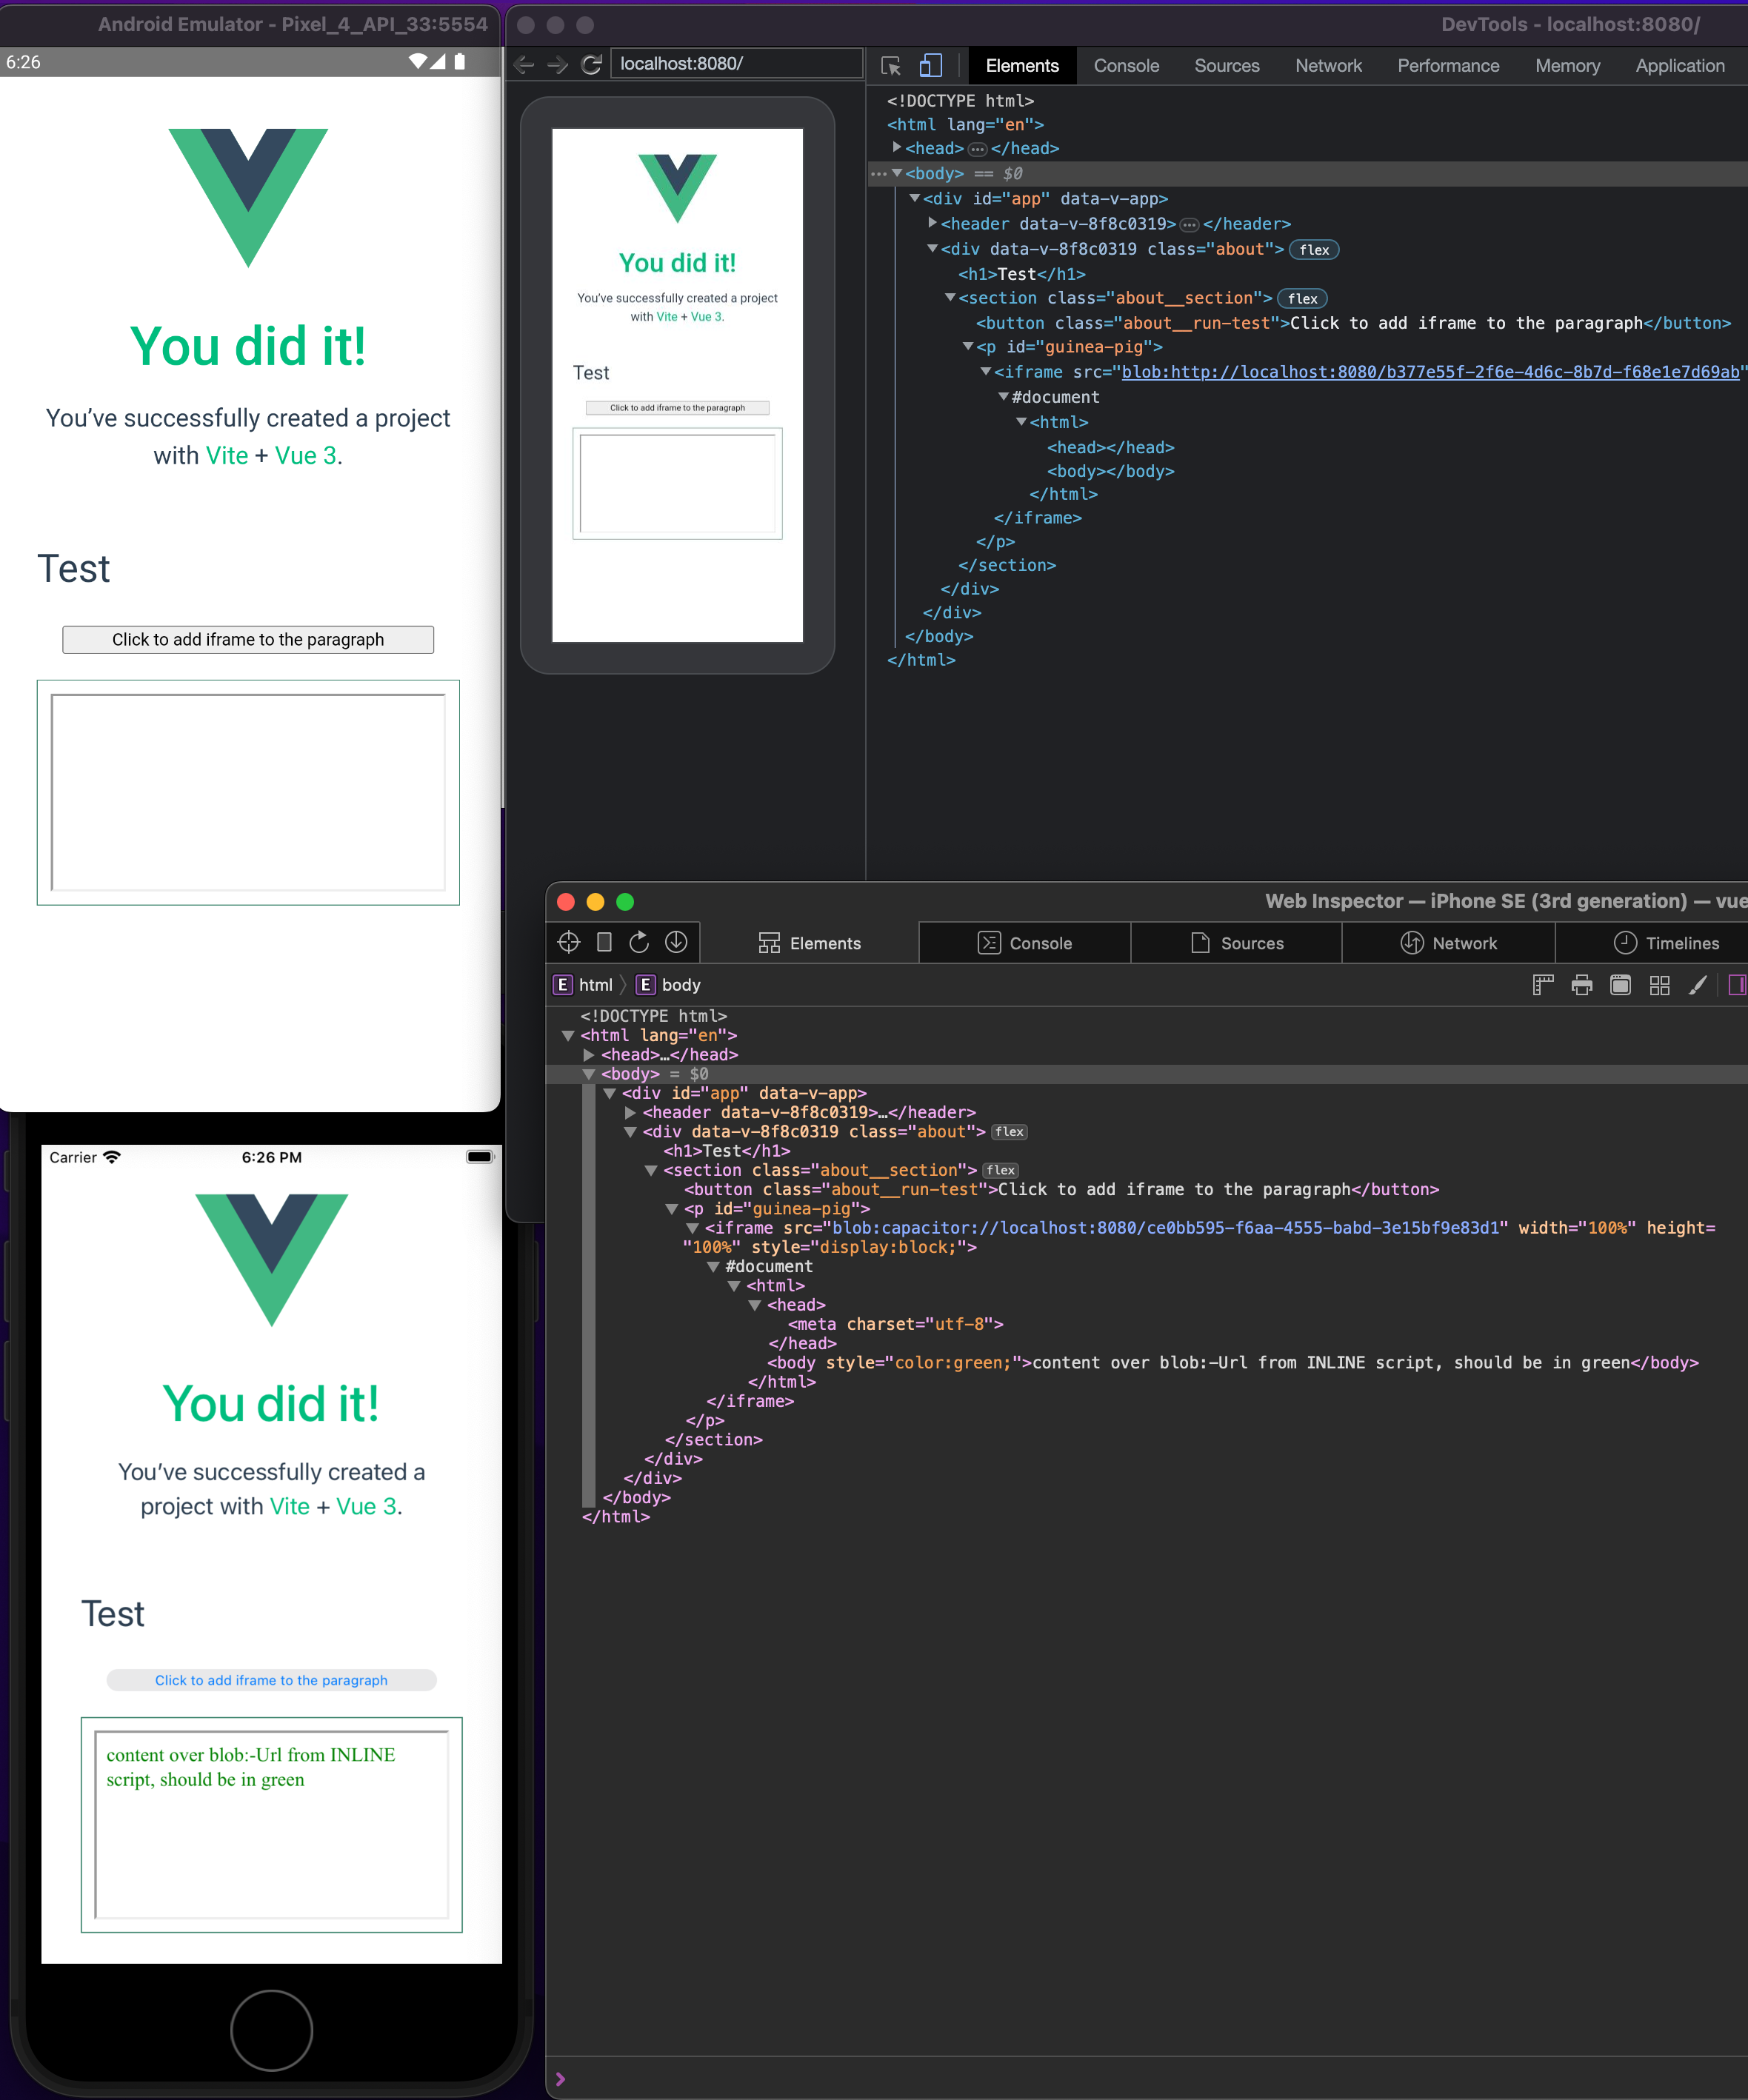 Android Emulator - Pixel_4_API_33:5554
6:26
You did it!
You’ve successfully created a project
with Vite + Vue 3.
Test
Click to add iframe to the paragraph
DevTools - localhost:8080/
localhost:8080/
Elements
Console
Sources
Network
Performance
Memory
Application
You did it!
You’ve successfully created a project
with Vite + Vue 3.
Test
Click to add iframe to the paragraph
<!DOCTYPE html>
<html lang="en">
<head> ••• </head>
••• <body> == $0
<div id="app" data-v-app>
<header data-v-8f8c0319> ••• </header>
<div data-v-8f8c0319 class="about"> flex
<h1>Test</h1>
<section class="about__section"> flex
<button class="about__run-test">Click to add iframe to the paragraph</button>
<p id="guinea-pig">
<iframe src="blob:http://localhost:8080/b377e55f-2f6e-4d6c-8b7d-f68e1e7d69ab"
#document
<html>
<head></head>
<body></body>
</html>
</iframe>
</p>
</section>
</div>
</div>
</body>
</html>
Web Inspector — iPhone SE (3rd generation) — vue
Elements
Console
Sources
Network
Timelines
E html
E body
<!DOCTYPE html>
<html lang="en">
<head>…</head>
<body> = $0
<div id="app" data-v-app>
<header data-v-8f8c0319>…</header>
<div data-v-8f8c0319 class="about"> flex
<h1>Test</h1>
<section class="about__section"> flex
<button class="about__run-test">Click to add iframe to the paragraph</button>
<p id="guinea-pig">
<iframe src="blob:capacitor://localhost:8080/ce0bb595-f6aa-4555-babd-3e15bf9e83d1" width="100%" height=
"100%" style="display:block;">
#document
<html>
<head>
<meta charset="utf-8">
</head>
<body style="color:green;">content over blob:-Url from INLINE script, should be in green</body>
</html>
</iframe>
</p>
</section>
</div>
</div>
</body>
</html>
Carrier
6:26 PM
You did it!
You’ve successfully created a
project with Vite + Vue 3.
Test
Click to add iframe to the paragraph
content over blob:-Url from INLINE
script, should be in green